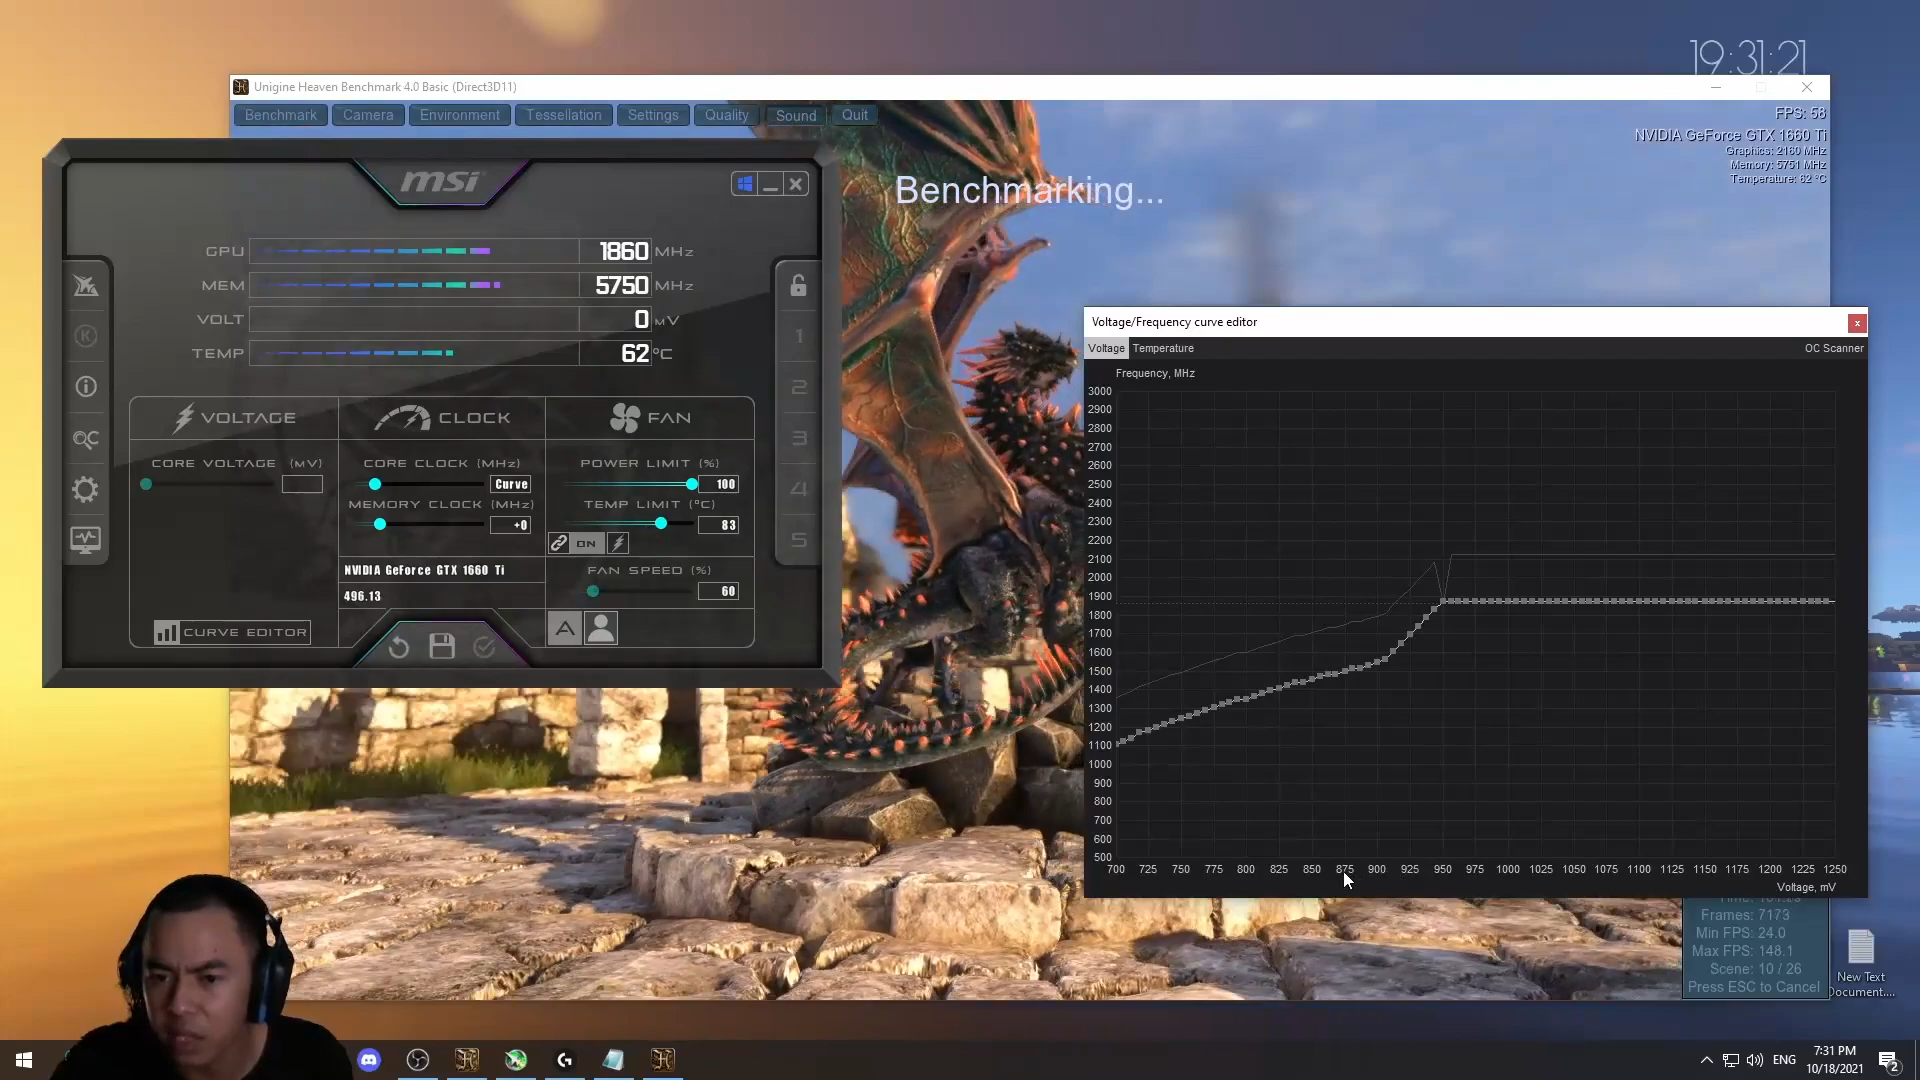 19:31:21
Unigine Heaven Benchmark 4.0 Basic (Direct3D11)
Benchmark Camera Environment Tessellation Settings Quality Sound Quit
FPS: 58
NVIDIA GeForce GTX 1660 Ti
Graphics: 2160 MHz
Memory: 5751 MHz
Temperature: 62 °C
Benchmarking...
msi
GPU 1860 MHz
MEM 5750 MHz
VOLT 0 MV
TEMP 62 °C
K
1
2
3
4
5
VOLTAGE CLOCK FAN
CORE VOLTAGE (MV)
CORE CLOCK (MHz) Curve
MEMORY CLOCK (MHz) +0
POWER LIMIT (%) 100
TEMP LIMIT (°C) 83
ON
FAN SPEED (%) 60
A
NVIDIA GeForce GTX 1660 Ti
496.13
CURVE EDITOR
Voltage/Frequency curve editor
Voltage Temperature OC Scanner
Frequency, MHz
3000
2900
2800
2700
2600
2500
2400
2300
2200
2100
2000
1900
1800
1700
1600
1500
1400
1300
1200
1100
1000
900
800
700
600
500
700 725 750 775 800 825 850 875 900 925 950 975 1000 1025 1050 1075 1100 1125 1150 1175 1200 1225 1250
Voltage, mV
Frames: 7173
Min FPS: 24.0
Max FPS: 148.1
Scene: 10 / 26
Press ESC to Cancel
New Text
Document....
ENG
7:31 PM
10/18/2021
2